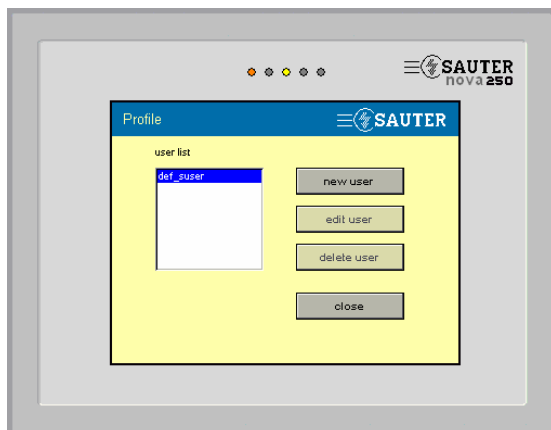 SAUTER
nova 250
Profile
SAUTER
user list
def_suser
new user
edit user
delete user
close